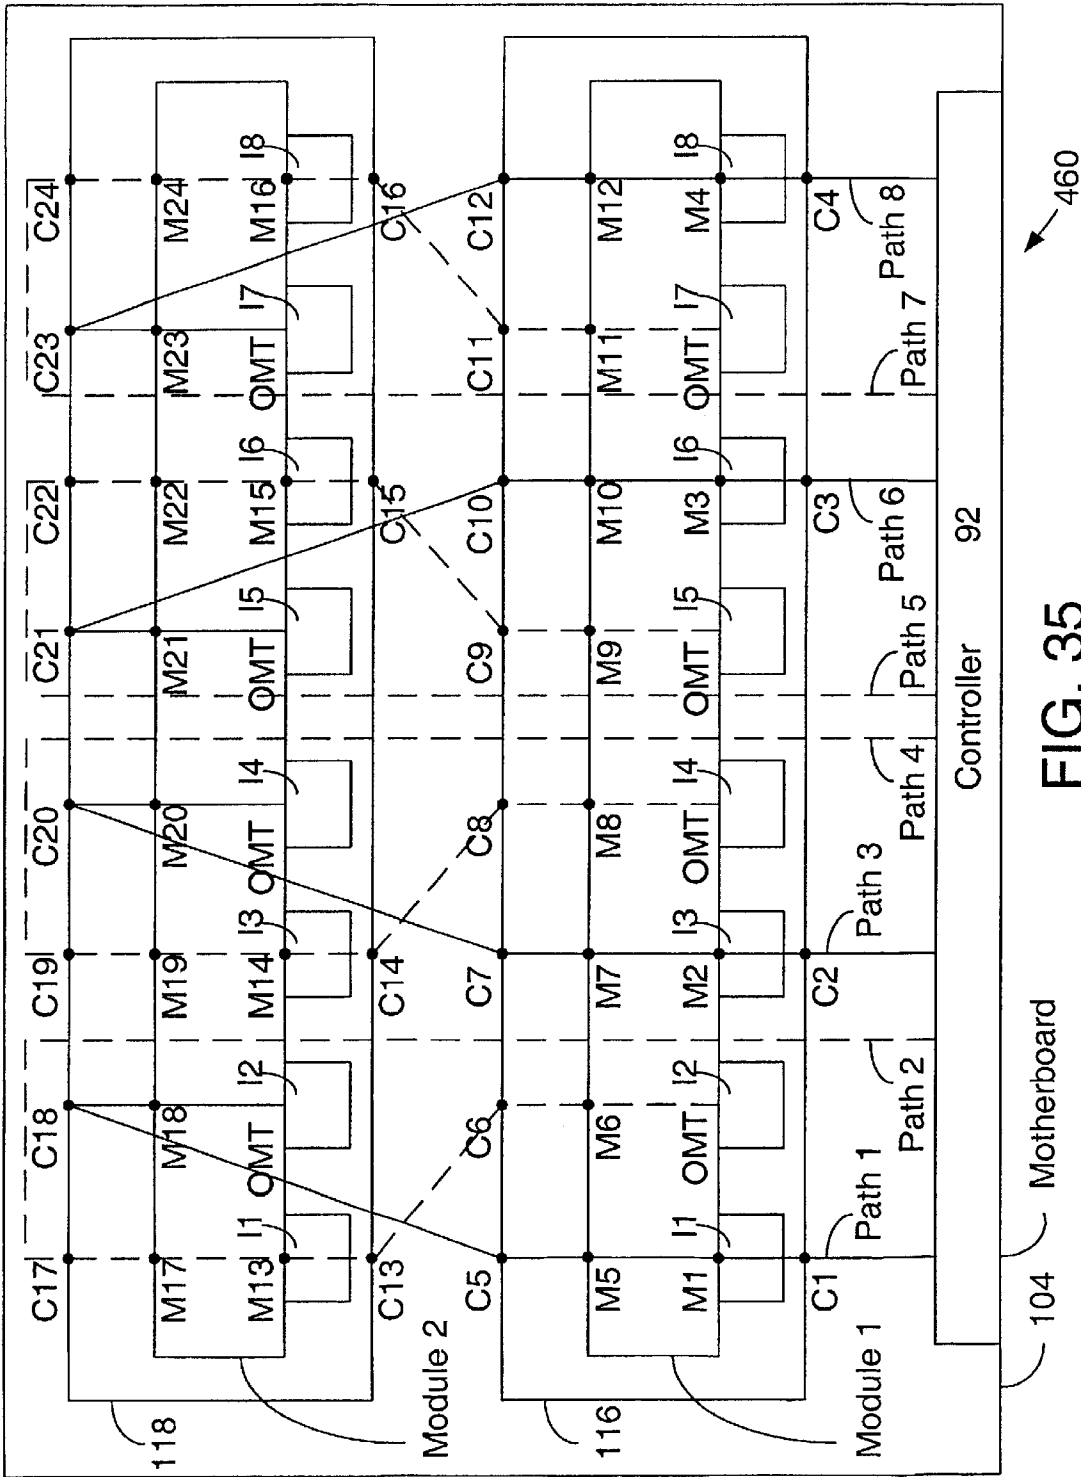 C17 C18 C19 C20 C21 C22 C23 C24
M17 M18 M19 M20 M21 M22 M23 M24
M13 I1 OMT I2 M14 I3 OMT I4 OMT I5 M15 I6 OMT I7 M16 I8
118
C13 C14 C15 C16
Module 2
C5 C6 C7 C8 C9 C10 C11 C12
M5 M6 M7 M8 M9 M10 M11 M12
116
M1 I1 OMT I2 M2 I3 OMT I4 OMT I5 M3 I6 OMT I7 M4 I8
C1 C2 C3 C4
Module 1
Path 1 Path 2 Path 3 Path 4 Path 5 Path 6 Path 7 Path 8
Controller 92
104 Motherboard
460
FIG. 35